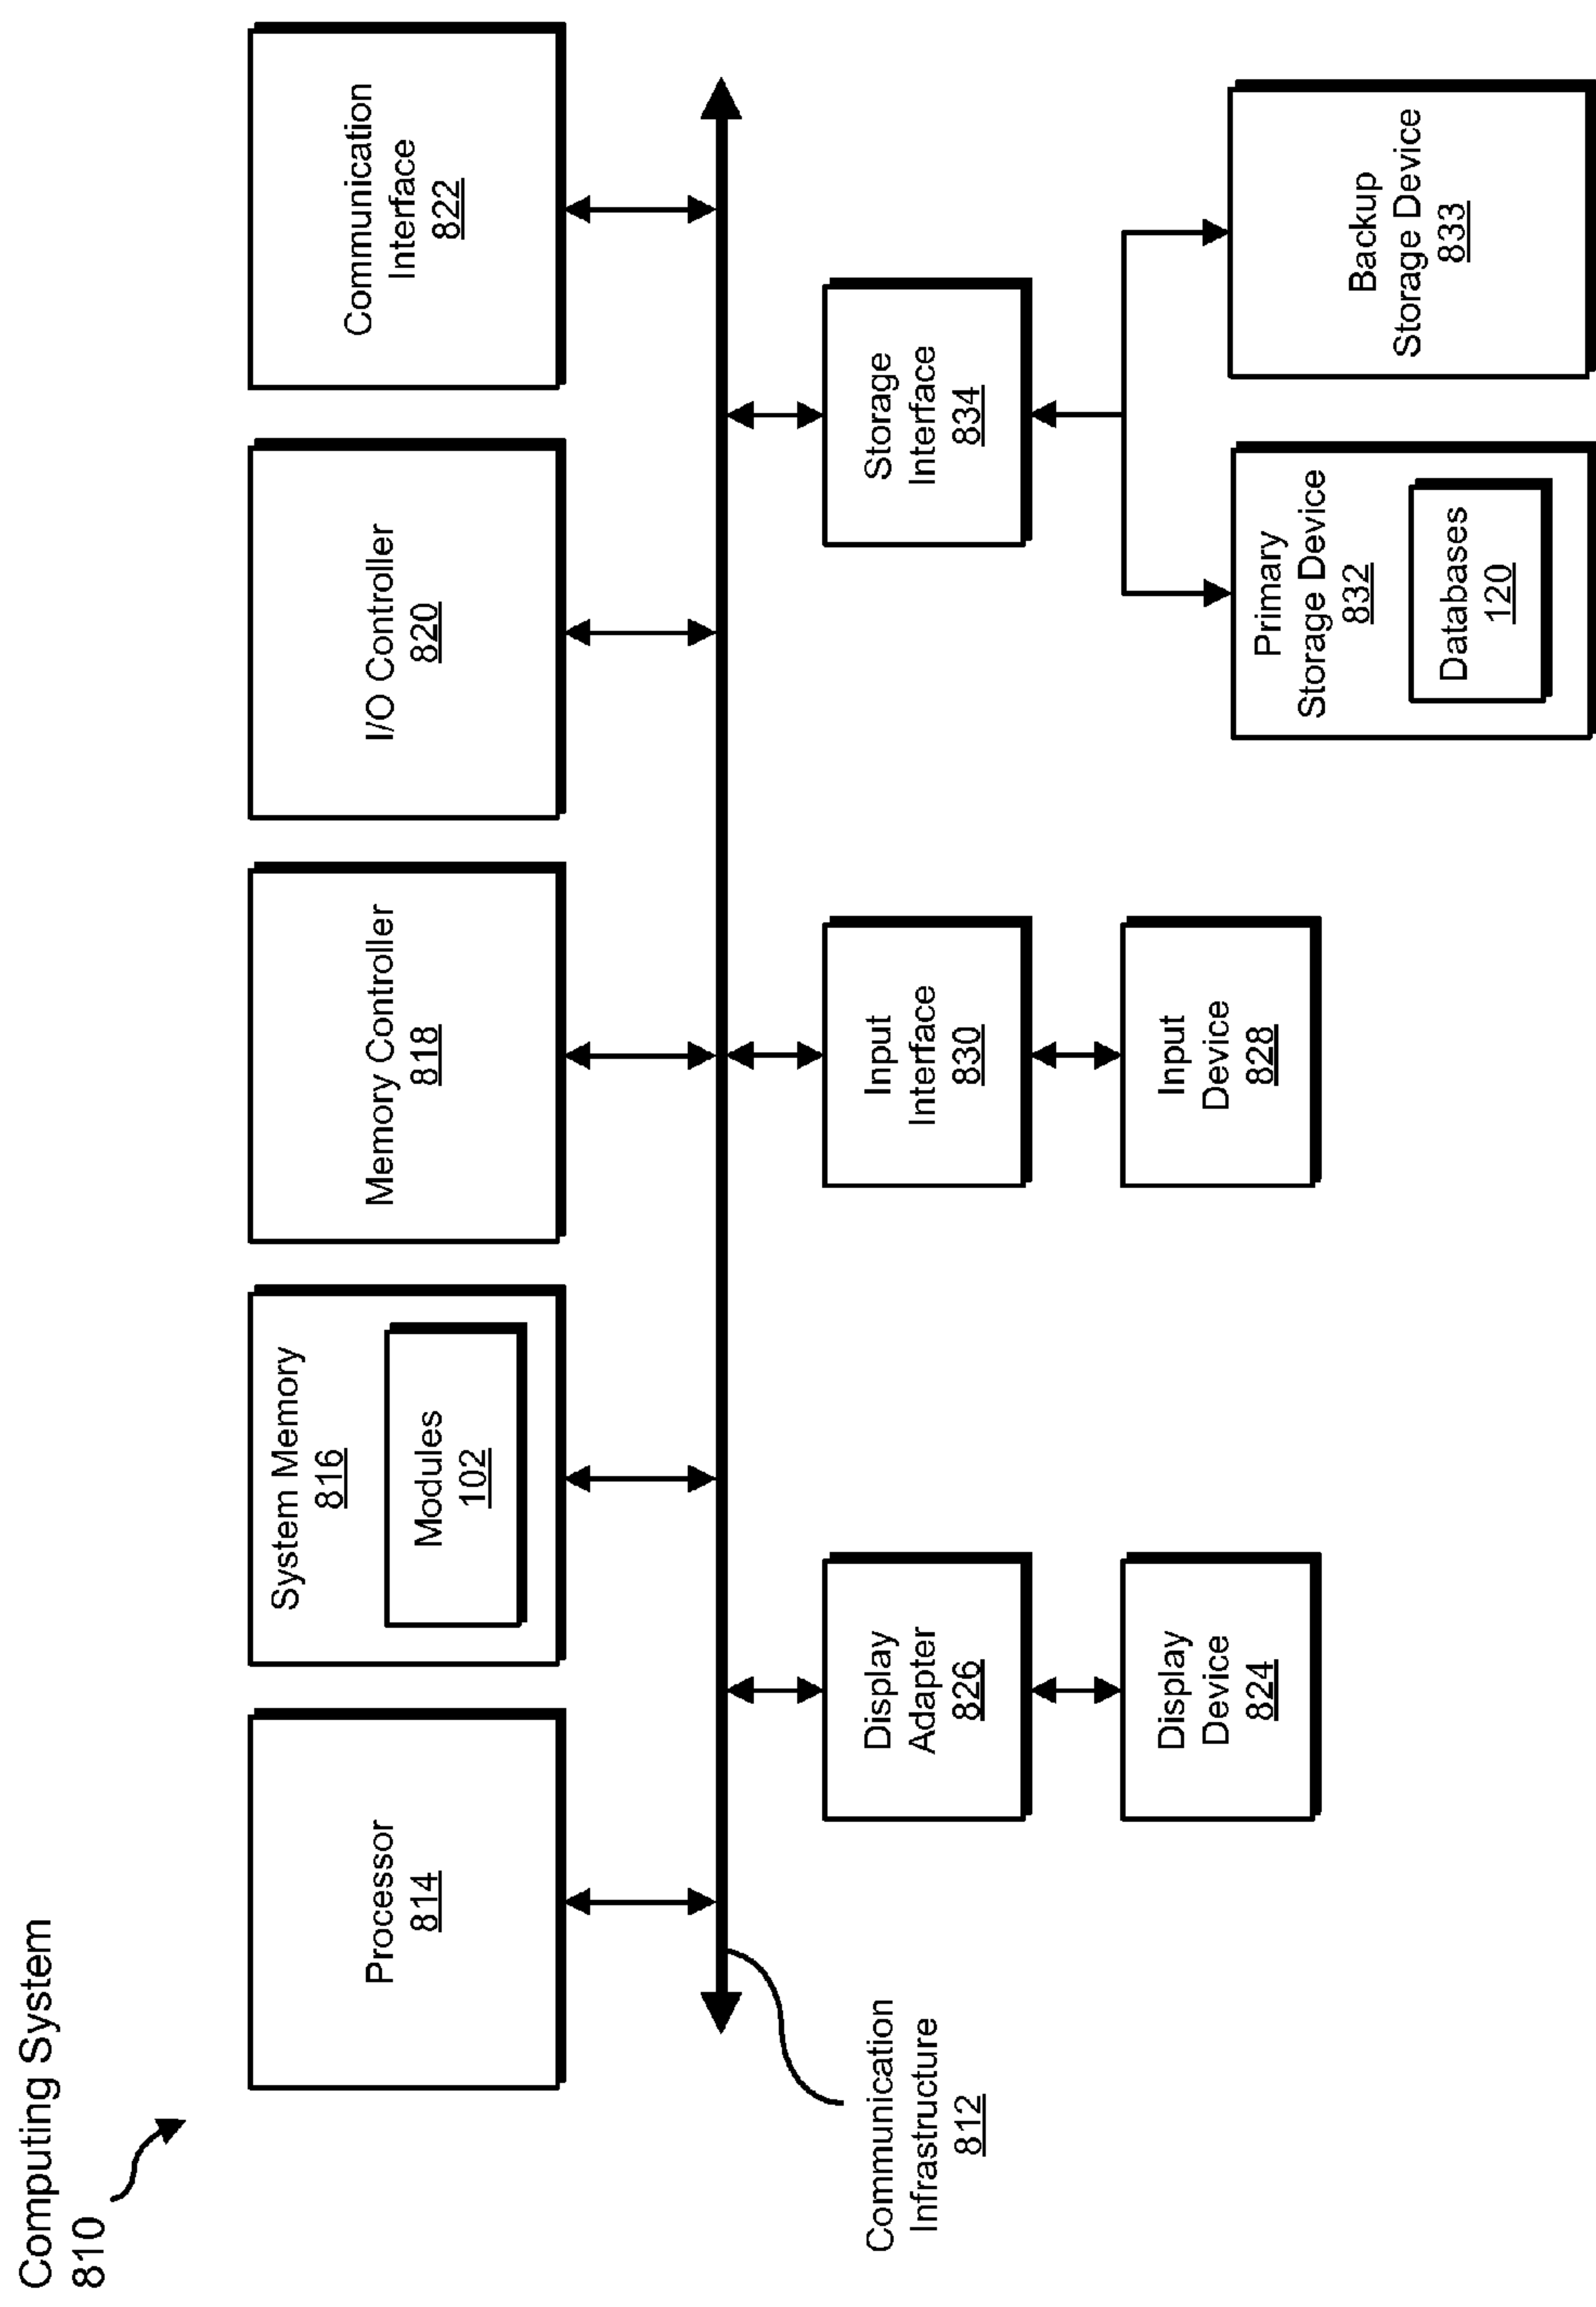 Computing System
810
Processor
814
System Memory
816
Modules
102
Memory Controller
818
I/O Controller
820
Communication
Interface
822
Communication
Infrastructure
812
Display
Adapter
826
Input
Interface
830
Storage
Interface
834
Display
Device
824
Input
Device
828
Primary
Storage Device
832
Databases
120
Backup
Storage Device
833